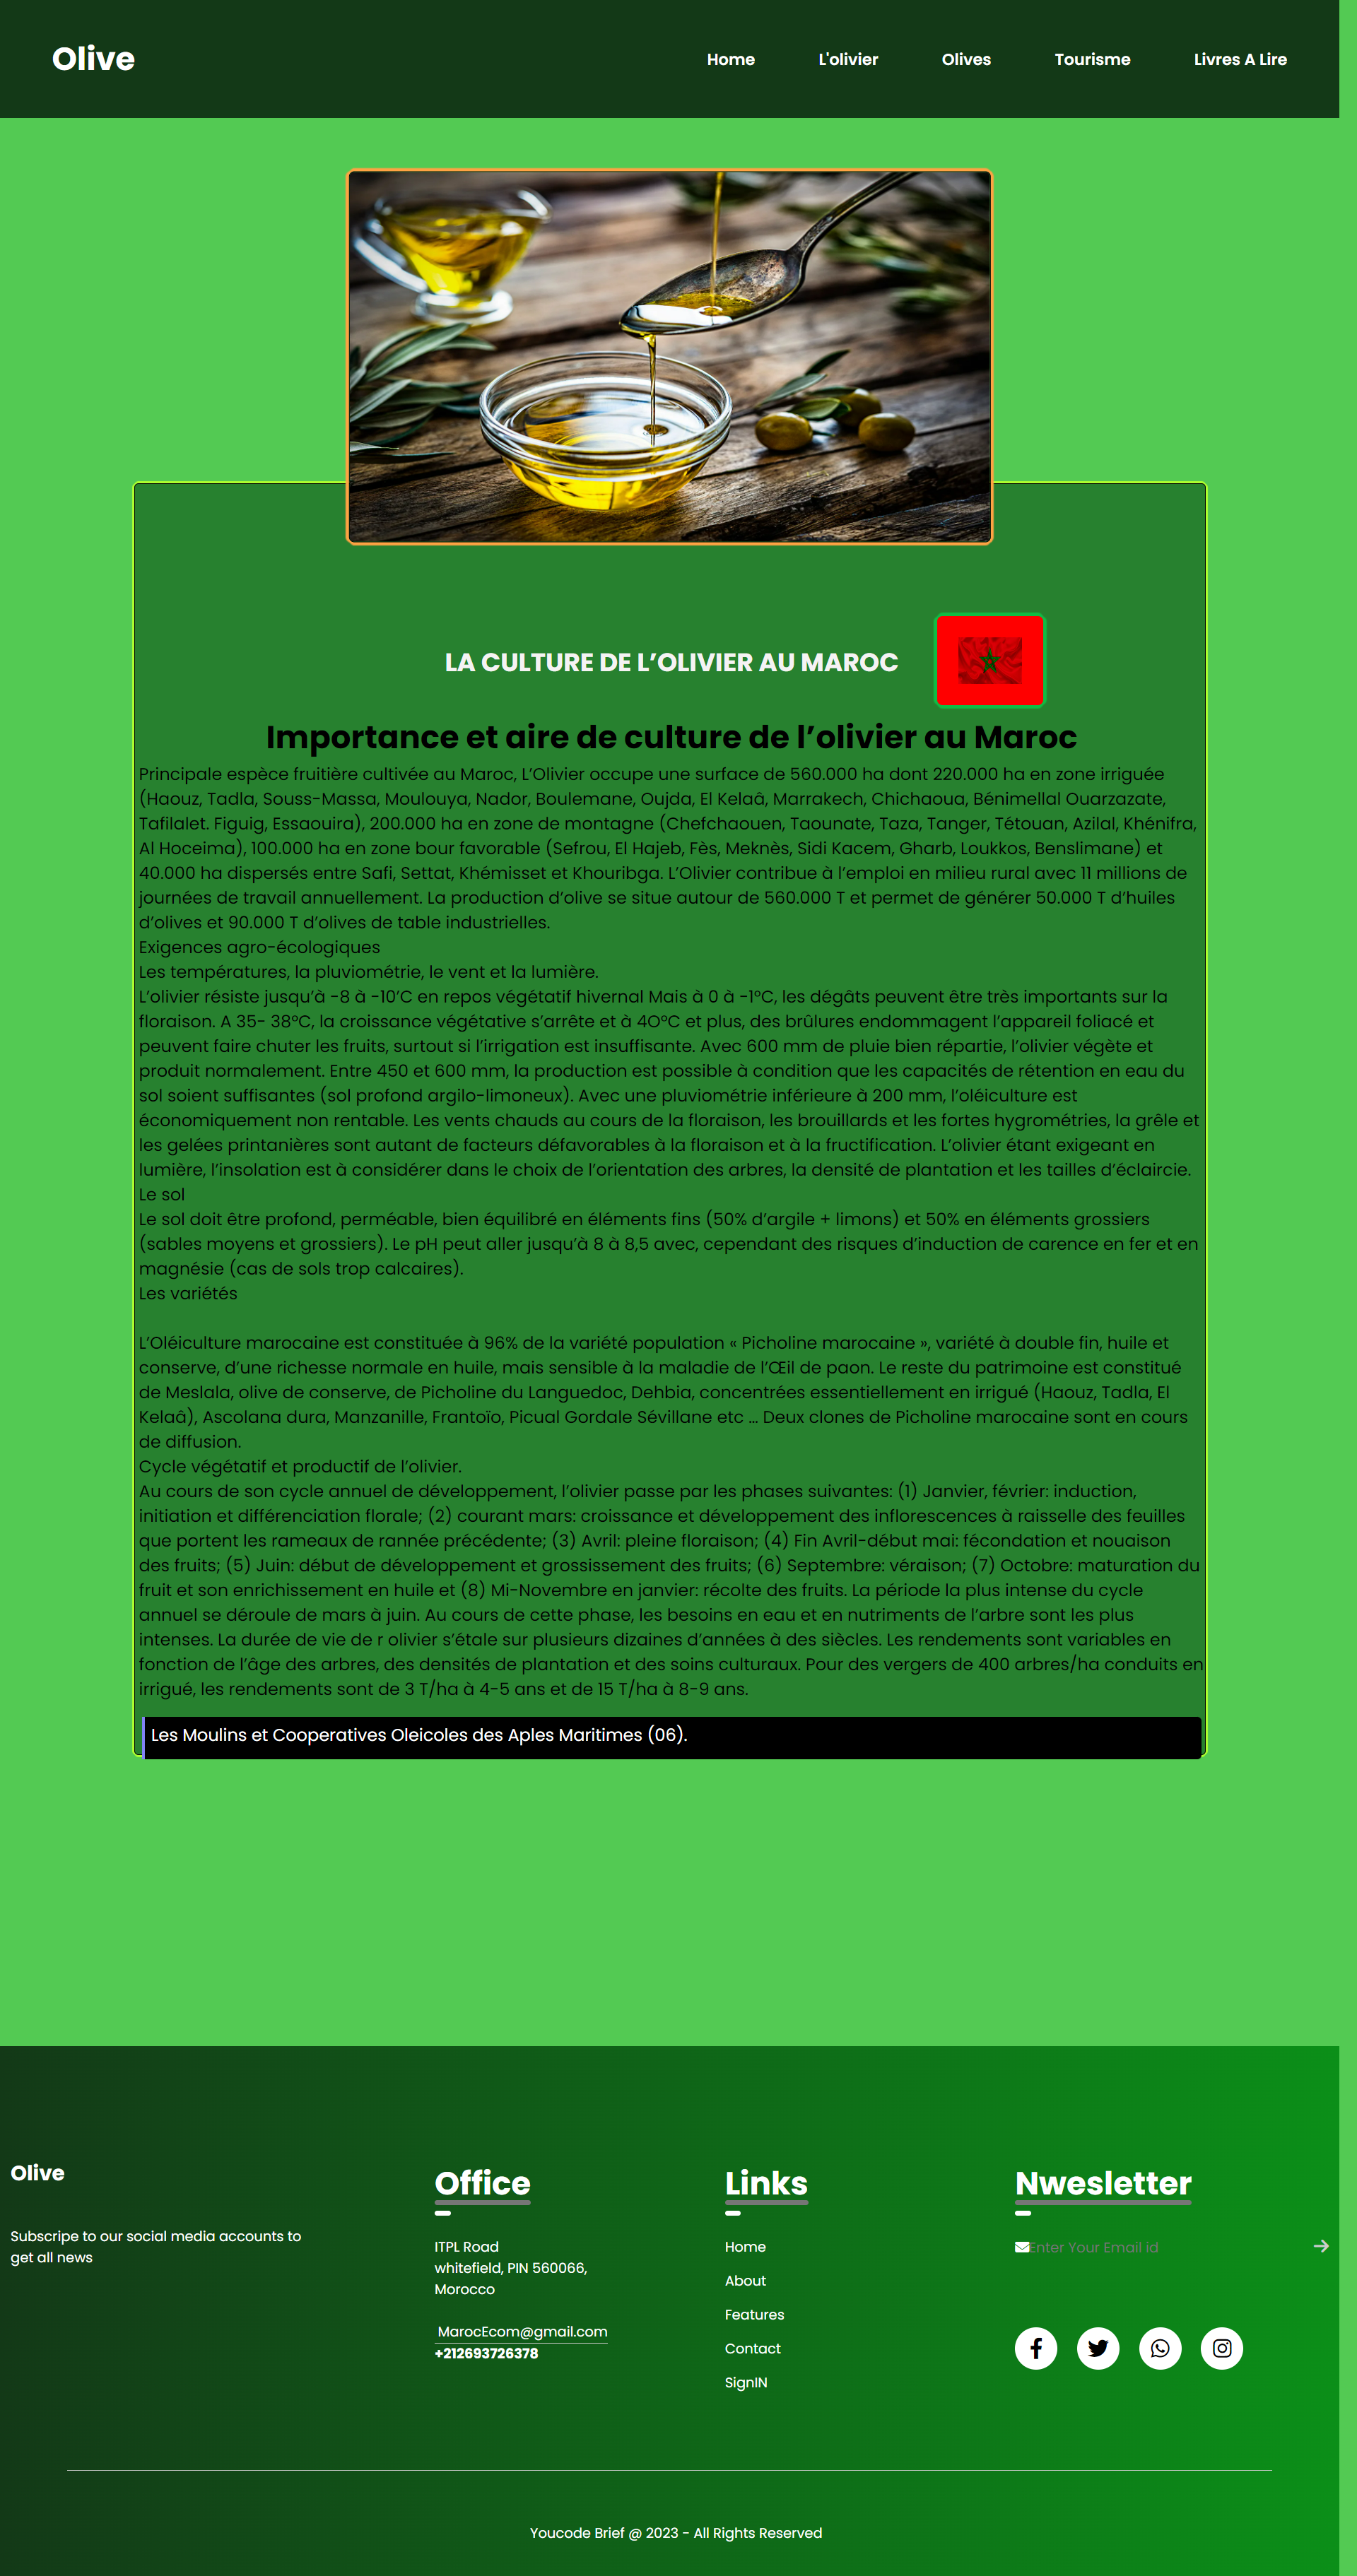 Olive
Home
L'olivier
Olives
Tourisme
Livres A Lire
LA CULTURE DE L’OLIVIER AU MAROC
Importance et aire de culture de l’olivier au Maroc
Principale espèce fruitière cultivée au Maroc, L’Olivier occupe une surface de 560.000 ha dont 220.000 ha en zone irriguée
(Haouz, Tadla, Souss-Massa, Moulouya, Nador, Boulemane, Oujda, El Kelaâ, Marrakech, Chichaoua, Bénimellal Ouarzazate,
Tafilalet. Figuig, Essaouira), 200.000 ha en zone de montagne (Chefchaouen, Taounate, Taza, Tanger, Tétouan, Azilal, Khénifra,
Al Hoceima), 100.000 ha en zone bour favorable (Sefrou, El Hajeb, Fès, Meknès, Sidi Kacem, Gharb, Loukkos, Benslimane) et
40.000 ha dispersés entre Safi, Settat, Khémisset et Khouribga. L’Olivier contribue à l’emploi en milieu rural avec 11 millions de
journées de travail annuellement. La production d’olive se situe autour de 560.000 T et permet de générer 50.000 T d’huiles
d’olives et 90.000 T d’olives de table industrielles.
Exigences agro-écologiques
Les températures, la pluviométrie, le vent et la lumière.
L’olivier résiste jusqu’à -8 à -10’C en repos végétatif hivernal Mais à 0 à -1°C, les dégâts peuvent être très importants sur la
floraison. A 35- 38°C, la croissance végétative s’arrête et à 4O°C et plus, des brûlures endommagent l’appareil foliacé et
peuvent faire chuter les fruits, surtout si l’irrigation est insuffisante. Avec 600 mm de pluie bien répartie, l’olivier végète et
produit normalement. Entre 450 et 600 mm, la production est possible à condition que les capacités de rétention en eau du
sol soient suffisantes (sol profond argilo-limoneux). Avec une pluviométrie inférieure à 200 mm, l’oléiculture est
économiquement non rentable. Les vents chauds au cours de la floraison, les brouillards et les fortes hygrométries, la grêle et
les gelées printanières sont autant de facteurs défavorables à la floraison et à la fructification. L’olivier étant exigeant en
lumière, l’insolation est à considérer dans le choix de l’orientation des arbres, la densité de plantation et les tailles d’éclaircie.
Le sol
Le sol doit être profond, perméable, bien équilibré en éléments fins (50% d’argile + limons) et 50% en éléments grossiers
(sables moyens et grossiers). Le pH peut aller jusqu’à 8 à 8,5 avec, cependant des risques d’induction de carence en fer et en
magnésie (cas de sols trop calcaires).
Les variétés
L’Oléiculture marocaine est constituée à 96% de la variété population « Picholine marocaine », variété à double fin, huile et
conserve, d’une richesse normale en huile, mais sensible à la maladie de l’Œil de paon. Le reste du patrimoine est constitué
de Meslala, olive de conserve, de Picholine du Languedoc, Dehbia, concentrées essentiellement en irrigué (Haouz, Tadla, El
Kelaâ), Ascolana dura, Manzanille, Frantoïo, Picual Gordale Sévillane etc ... Deux clones de Picholine marocaine sont en cours
de diffusion.
Cycle végétatif et productif de l’olivier.
Au cours de son cycle annuel de développement, l’olivier passe par les phases suivantes: (1) Janvier, février: induction,
initiation et différenciation florale; (2) courant mars: croissance et développement des inflorescences à raisselle des feuilles
que portent les rameaux de rannée précédente; (3) Avril: pleine floraison; (4) Fin Avril-début mai: fécondation et nouaison
des fruits; (5) Juin: début de développement et grossissement des fruits; (6) Septembre: véraison; (7) Octobre: maturation du
fruit et son enrichissement en huile et (8) Mi-Novembre en janvier: récolte des fruits. La période la plus intense du cycle
annuel se déroule de mars à juin. Au cours de cette phase, les besoins en eau et en nutriments de l’arbre sont les plus
intenses. La durée de vie de r olivier s’étale sur plusieurs dizaines d’années à des siècles. Les rendements sont variables en
fonction de l’âge des arbres, des densités de plantation et des soins culturaux. Pour des vergers de 400 arbres/ha conduits en
irrigué, les rendements sont de 3 T/ha à 4-5 ans et de 15 T/ha à 8-9 ans.
Les Moulins et Cooperatives Oleicoles des Aples Maritimes (06).
Olive
Subscripe to our social media accounts to
get all news
Office
ITPL Road
whitefield, PIN 560066,
Morocco
MarocEcom@gmail.com
+212693726378
Links
Home
About
Features
Contact
SignIN
Nwesletter
Enter Your Email id
Youcode Brief @ 2023 - All Rights Reserved